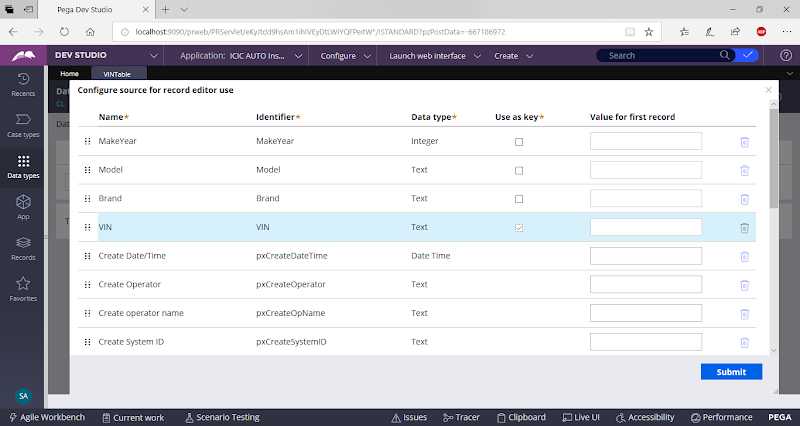 Pega Dev Studio
localhost:9090/prweb/PRServlet/eKyJtdd9hsAm1ihIVEyDtLWiYQFPeitW*/!STANDARD?pzPostData=-667186972
ABP
DEV STUDIO Application: ICIC AUTO Ins... Configure Launch web interface Create Search
Home VINTable
Recents
Case types
Data types
App
Records
Favorites
SA
Dat
CL
Dat
T
Configure source for record editor use
Name* Identifier* Data type* Use as key* Value for first record
MakeYear MakeYear Integer
Model Model Text
Brand Brand Text
VIN VIN Text
Create Date/Time pxCreateDateTime Date Time
Create Operator pxCreateOperator Text
Create operator name pxCreateOpName Text
Create System ID pxCreateSystemID Text
Submit
Agile Workbench Current work Scenario Testing Issues Tracer Clipboard Live UI Accessibility Performance PEGA